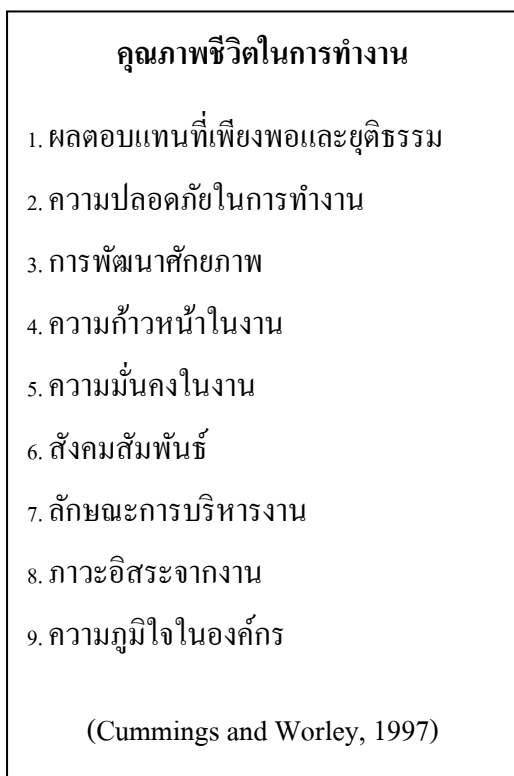 คุณภาพชีวิตในการทำงาน
1. ผลตอบแทนที่เพียงพอและยุติธรรม
2. ความปลอดภัยในการทำงาน
3. การพัฒนาศักยภาพ
4. ความก้าวหน้าในงาน
5. ความมั่นคงในงาน
6. สังคมสัมพันธ์
7. ลักษณะการบริหารงาน
8. ภาวะอิสระจากงาน
9. ความภูมิใจในองค์กร
(Cummings and Worley, 1997)